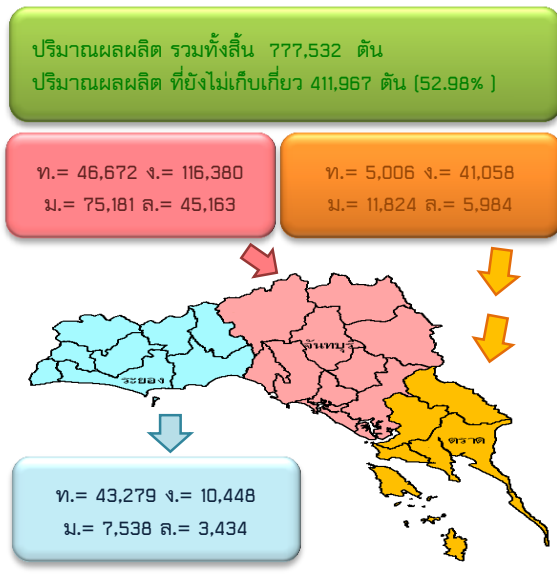 ปริมาณผลผลิต รวมทั้งสิ้น 777,532 ตัน
ปริมาณผลผลิต ที่ยังไม่เก็บเกี่ยว 411,967 ตัน (52.98% )
ท.= 46,672 ง.= 116,380
ม.= 75,181 ล.= 45,163
ท.= 5,006 ง.= 41,058
ม.= 11,824 ล.= 5,984
จันทบุรี
ระยอง
ตราด
ท.= 43,279 ง.= 10,448
ม.= 7,538 ล.= 3,434